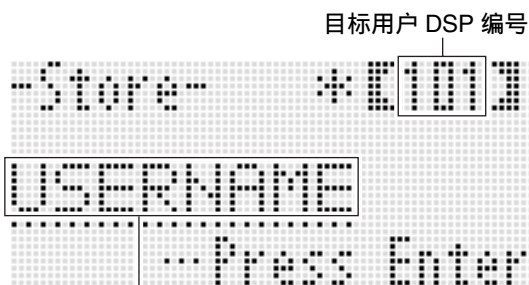 目标用户 DSP 编号
-Store- *【101】
USERNAME
···Press Enter